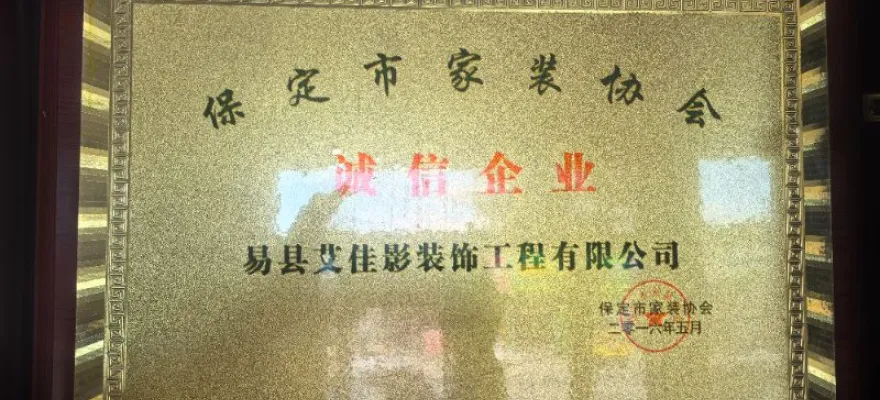 保定市家装协会
诚信企业
易县艾佳影装饰工程有限公司
保定市家装协会
二零一六年五月